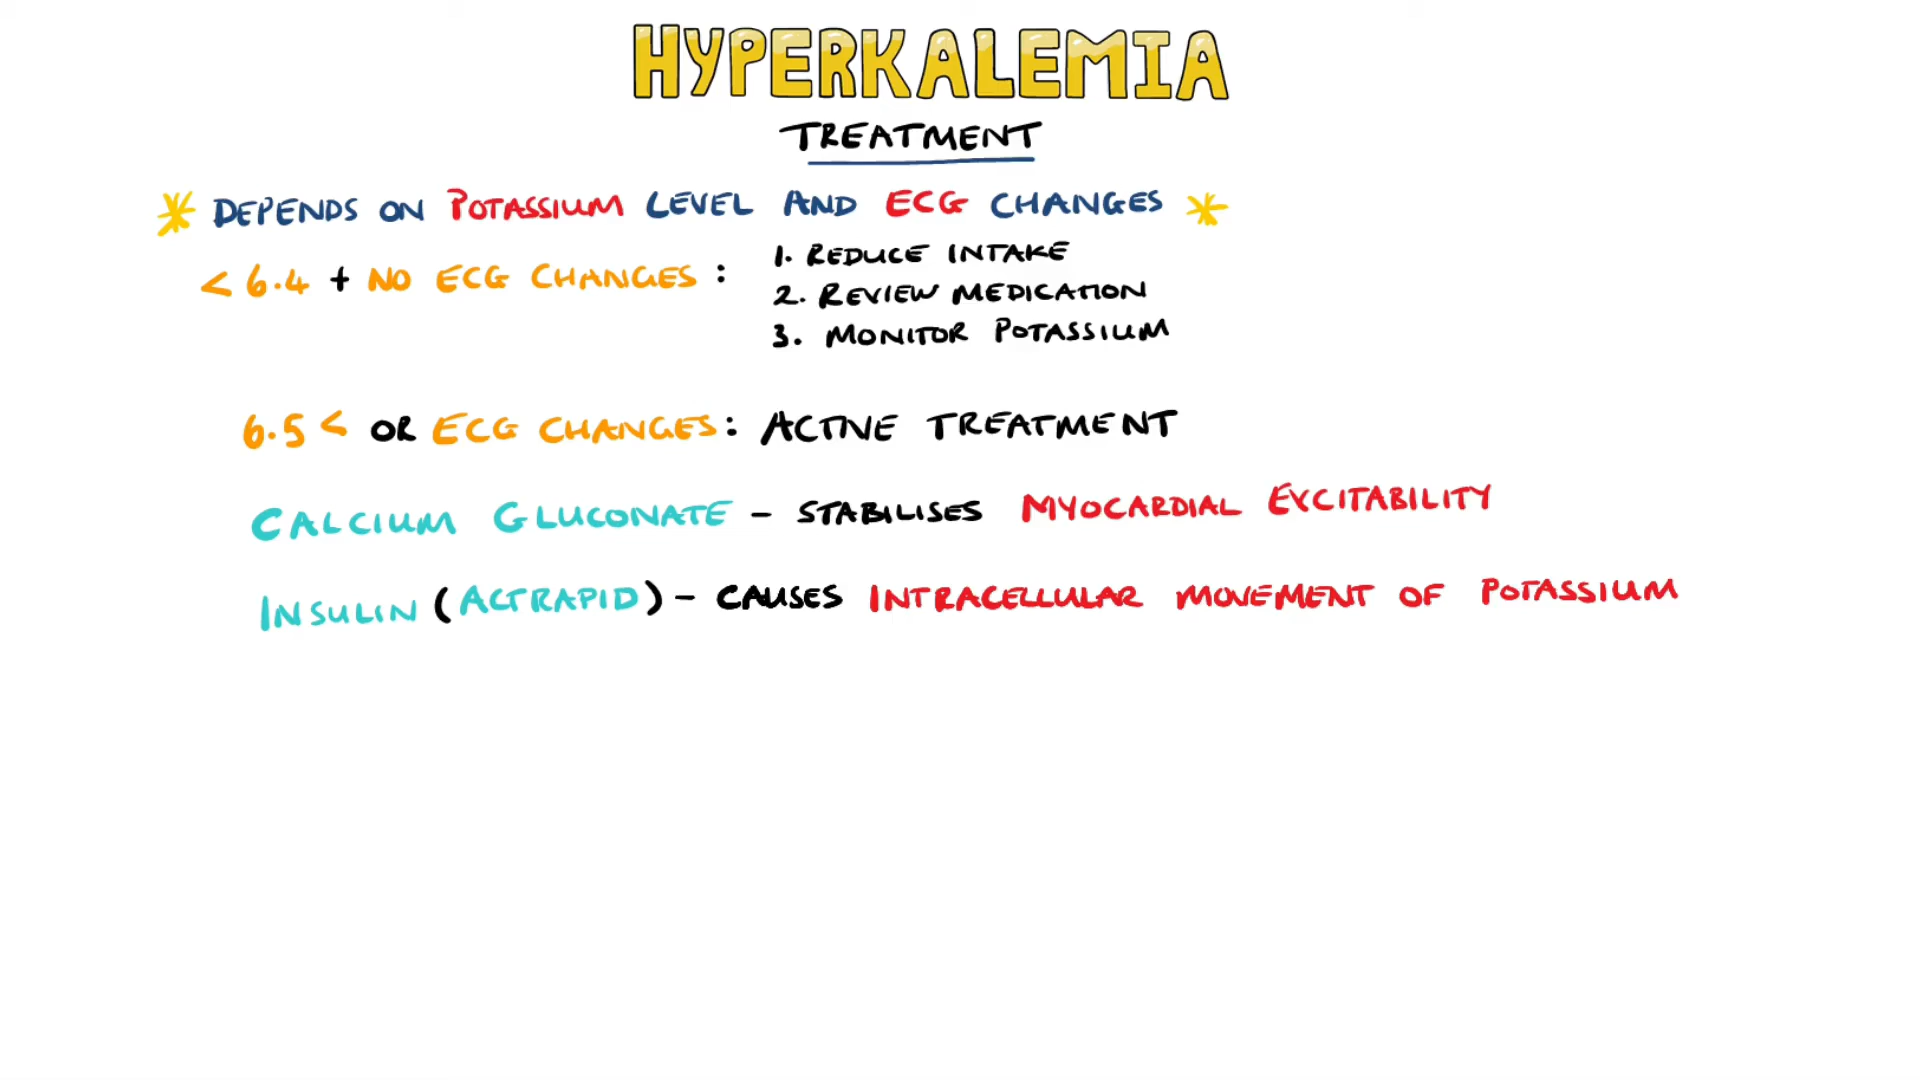 HYPERKALEMIA
TREATMENT
* DEPENDS ON POTASSIUM LEVEL AND ECG CHANGES *
< 6.4 + NO ECG CHANGES :
1. REDUCE INTAKE
2. REVIEW MEDICATION
3. MONITOR POTASSIUM
6.5 < OR ECG CHANGES : ACTIVE TREATMENT
CALCIUM GLUCONATE - STABILISES MYOCARDIAL EXCITABILITY
INSULIN (ACTRAPID) - CAUSES INTRACELLULAR MOVEMENT OF POTASSIUM